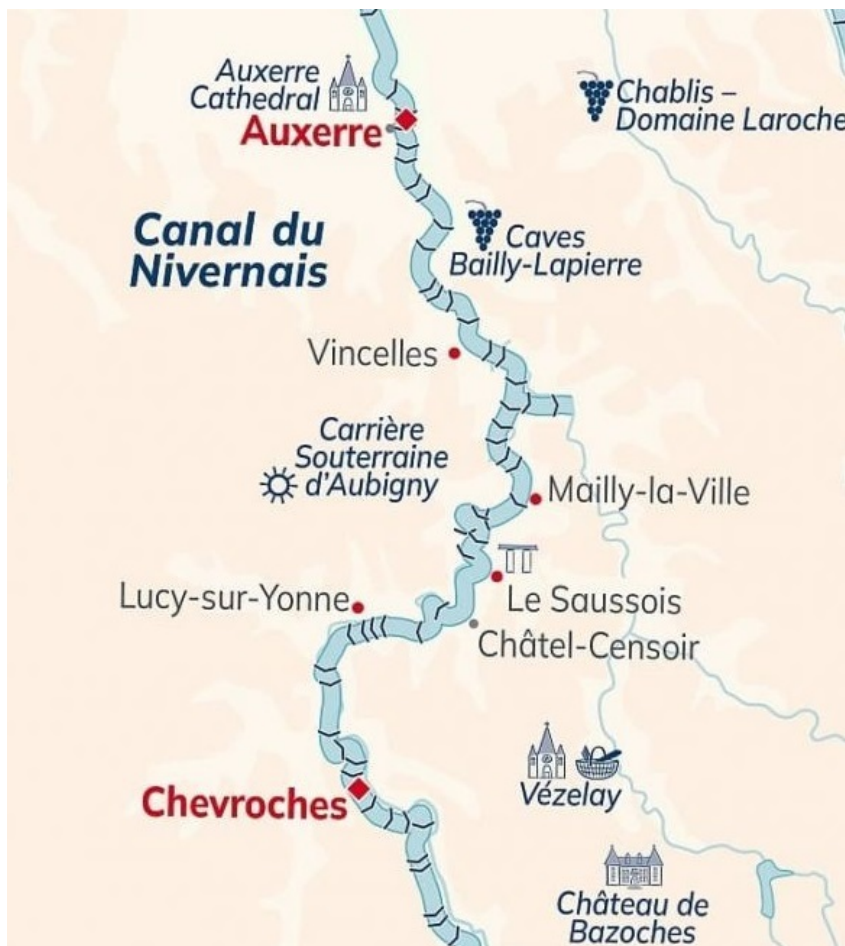 Auxerre
Cathedral
Auxerre
Chablis –
Domaine Laroche
Canal du
Nivernais
Caves
Bailly-Lapierre
Vincelles
Carrière
Souterraine
d'Aubigny
Mailly-la-Ville
Lucy-sur-Yonne
Le Saussois
Châtel-Censoir
Vézelay
Chevroches
Château de
Bazoches